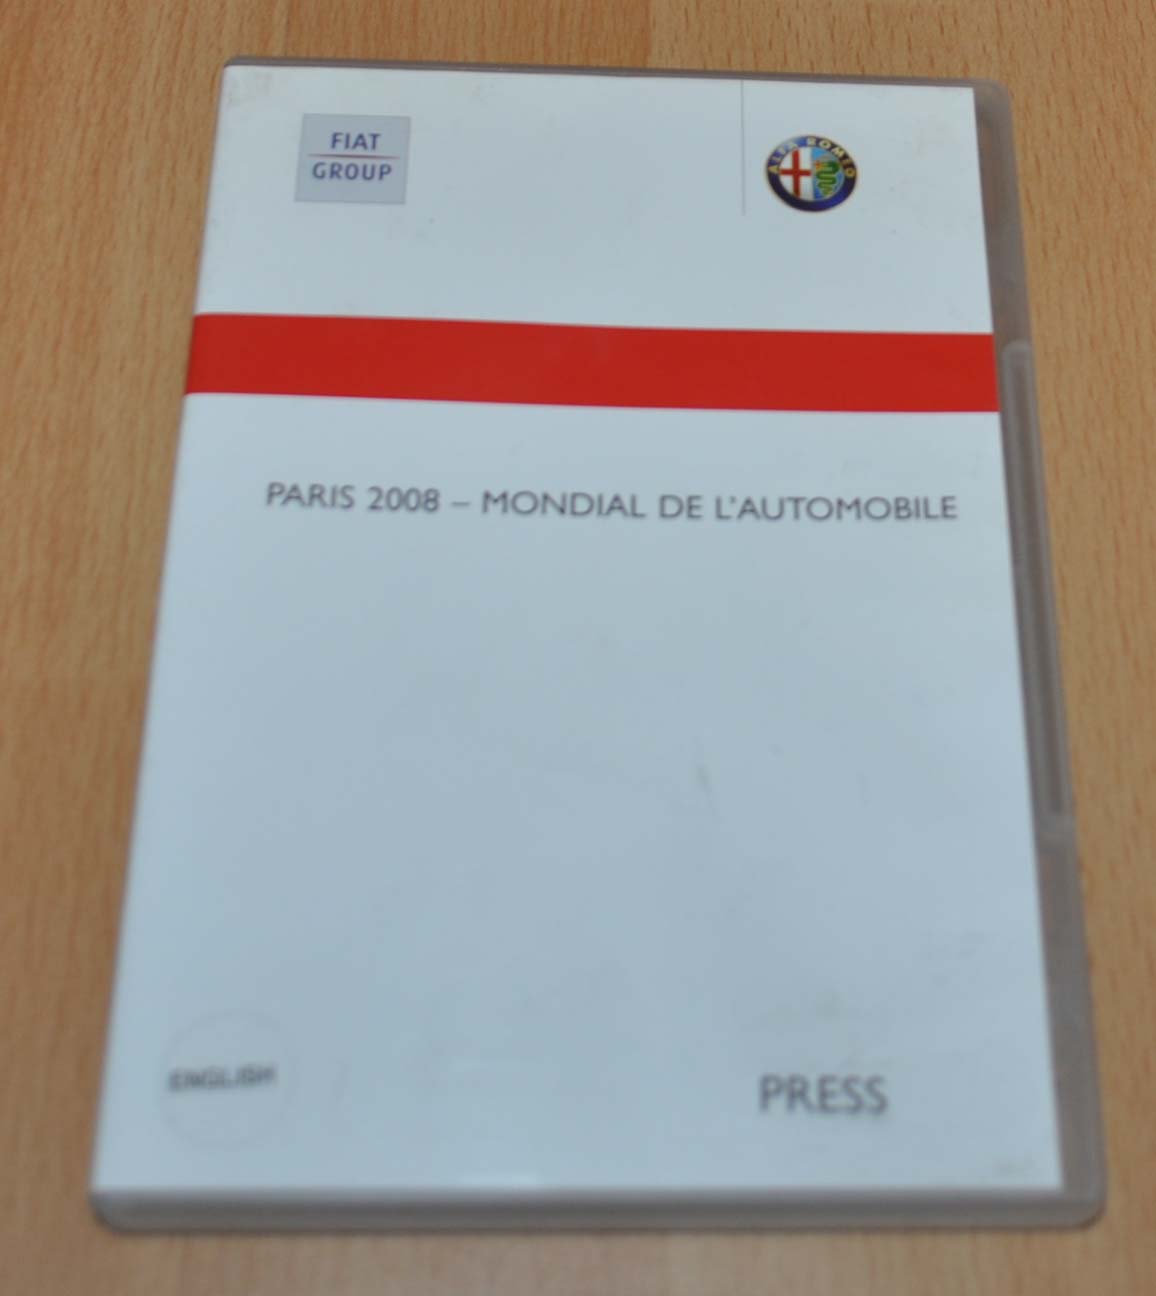 FIAT
GROUP
ALFA ROMEO
PARIS 2008 – MONDIAL DE L'AUTOMOBILE
ENGLISH
PRESS